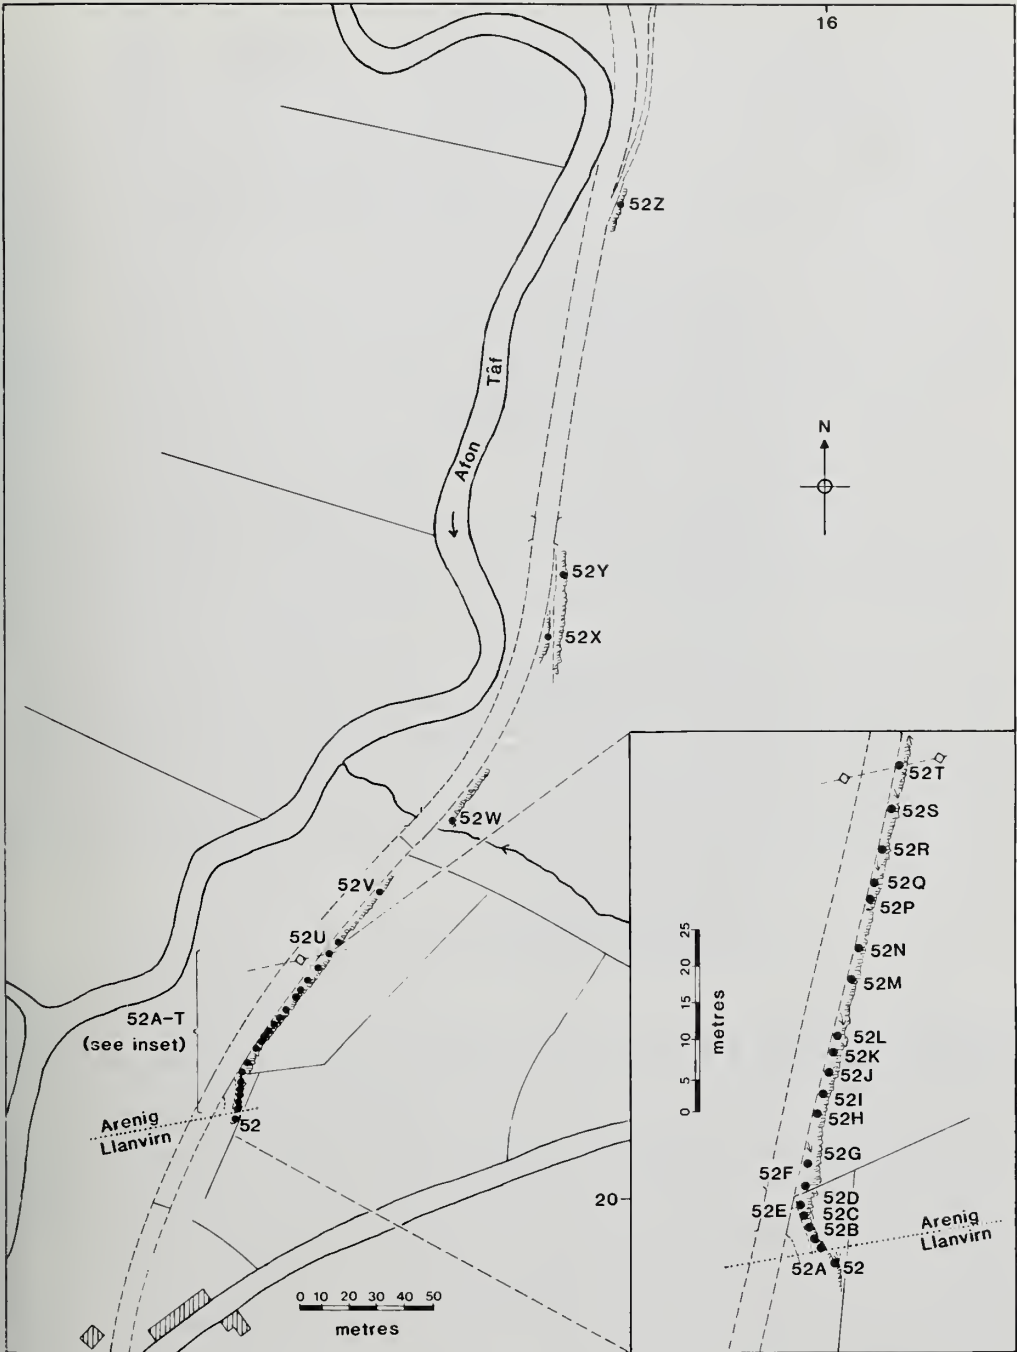 16
52Z
Afon Tâf
N
52Y
52X
52W
52V
52U
52A-T
(see inset)
Arenig
Llanvirn
52
20
0 10 20 30 40 50
metres
52T
52S
52R
52Q
52P
52N
52M
52L
52K
52J
52I
52H
52G
52F
52D
52E
52C
52B
52A
52
Arenig
Llanvirn
25
20
15
10
5
0
metres